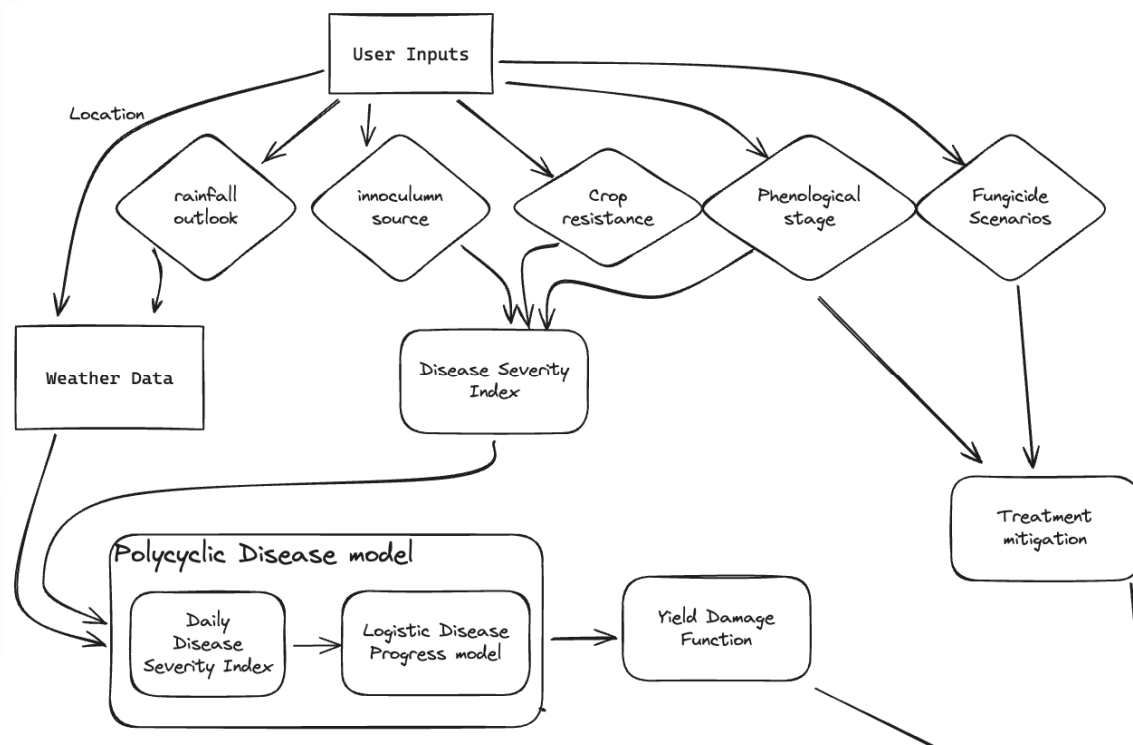 User Inputs
Location
rainfall
outlook
innoculumn
source
Crop
resistance
Phenological
stage
Fungicide
Scenarios
Weather Data
Disease Severity
Index
Treatment
mitigation
Polycyclic Disease model
Daily
Disease
Severity Index
Logistic Disease
Progress model
Yield Damage
Function